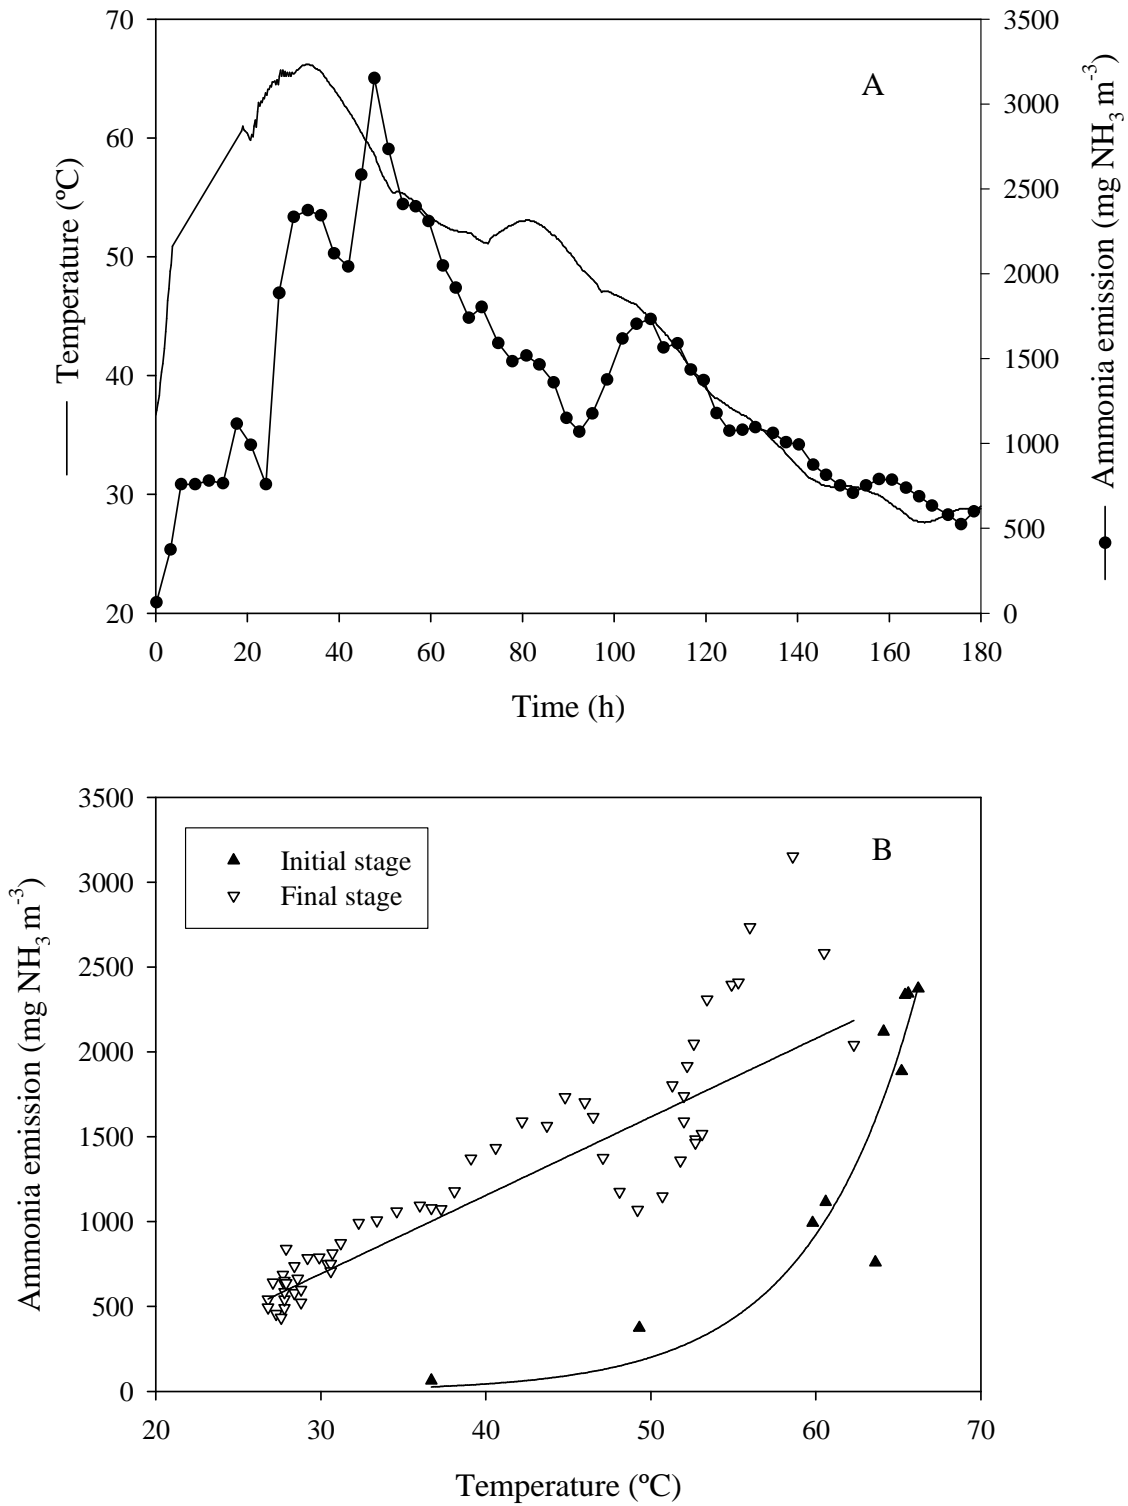 70
60
50
40
30
20
3500
3000
2500
2000
1500
1000
500
0
A
Temperature (ºC)
Ammonia emission (mg NH3 m-3)
0 20 40 60 80 100 120 140 160 180
Time (h)
3500
3000
2500
2000
1500
1000
500
0
Initial stage
Final stage
B
Ammonia emission (mg NH3 m-3)
20 30 40 50 60 70
Temperature (ºC)